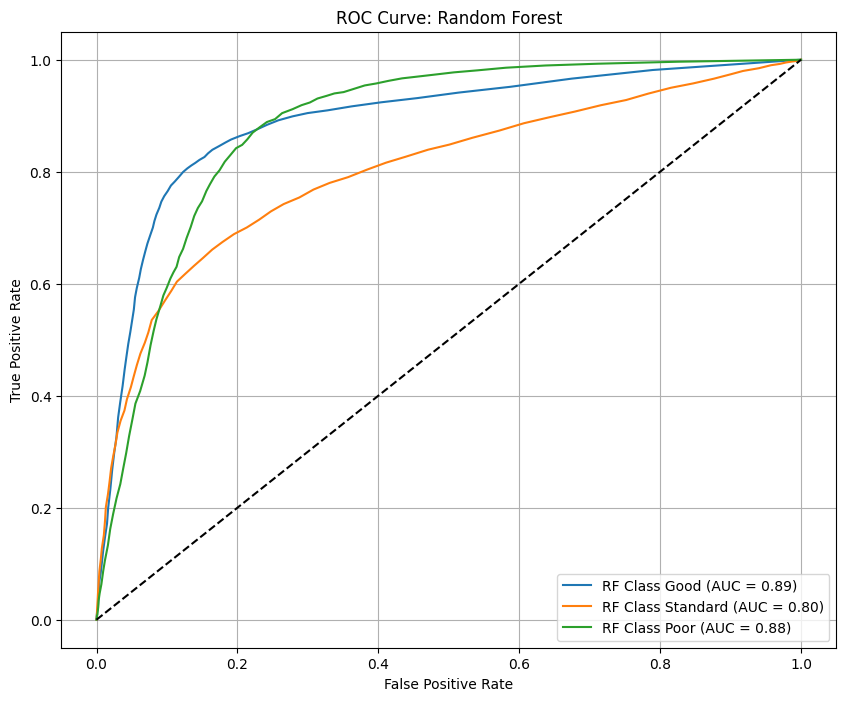 ROC Curve: Random Forest
True Positive Rate
1.0
0.8
0.6
0.4
0.2
0.0
RF Class Good (AUC = 0.89)
RF Class Standard (AUC = 0.80)
RF Class Poor (AUC = 0.88)
0.0 0.2 0.4 0.6 0.8 1.0
False Positive Rate